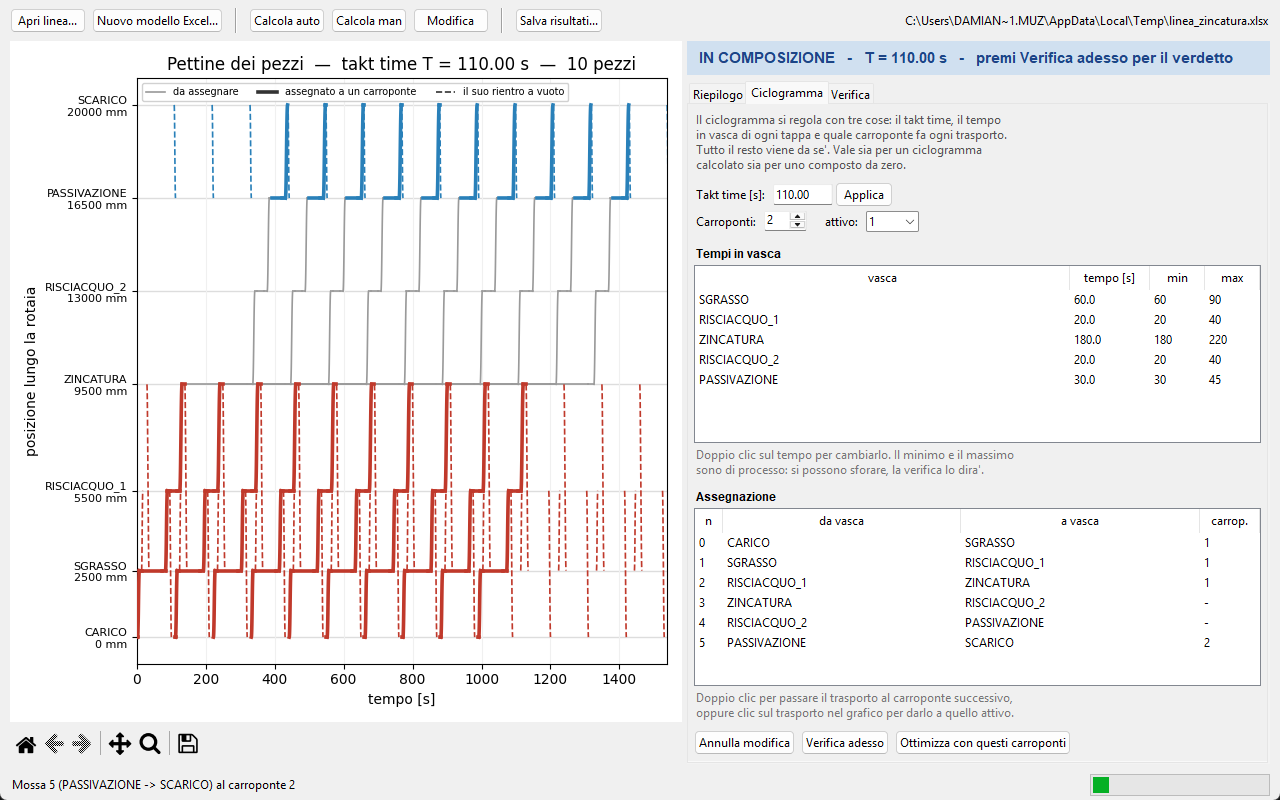 Apri linea...
Nuovo modello Excel...
Calcola auto
Calcola man
Modifica
Salva risultati...
C:\Users\DAMIAN~1.MUZ\AppData\Local\Temp\linea_zincatura.xlsx
Pettine dei pezzi — takt time T = 110.00 s — 10 pezzi
da assegnare
assegnato a un carroponte
il suo rientro a vuoto
posizione lungo la rotaia
SCARICO
20000 mm
PASSIVAZIONE
16500 mm
RISCIACQUO_2
13000 mm
ZINCATURA
9500 mm
RISCIACQUO_1
5500 mm
SGRASSO
2500 mm
CARICO
0 mm
0 200 400 600 800 1000 1200 1400
tempo [s]
IN COMPOSIZIONE - T = 110.00 s - premi Verifica adesso per il verdetto
Riepilogo Ciclogramma Verifica
Il ciclogramma si regola con tre cose: il takt time, il tempo
in vasca di ogni tappa e quale carroponte fa ogni trasporto.
Tutto il resto viene da se'. Vale sia per un ciclogramma
calcolato sia per uno composto da zero.
Takt time [s]: 110.00 Applica
Carroponti: 2 attivo: 1
Tempi in vasca
vasca tempo [s] min max
SGRASSO 60.0 60 90
RISCIACQUO_1 20.0 20 40
ZINCATURA 180.0 180 220
RISCIACQUO_2 20.0 20 40
PASSIVAZIONE 30.0 30 45
Doppio clic sul tempo per cambiarlo. Il minimo e il massimo
sono di processo: si possono sforare, la verifica lo dira'.
Assegnazione
n da vasca a vasca carrop.
0 CARICO SGRASSO 1
1 SGRASSO RISCIACQUO_1 1
2 RISCIACQUO_1 ZINCATURA 1
3 ZINCATURA RISCIACQUO_2 -
4 RISCIACQUO_2 PASSIVAZIONE -
5 PASSIVAZIONE SCARICO 2
Doppio clic per passare il trasporto al carroponte successivo,
oppure clic sul trasporto nel grafico per darlo a quello attivo.
Annulla modifica
Verifica adesso
Ottimizza con questi carroponti
Mossa 5 (PASSIVAZIONE -> SCARICO) al carroponte 2